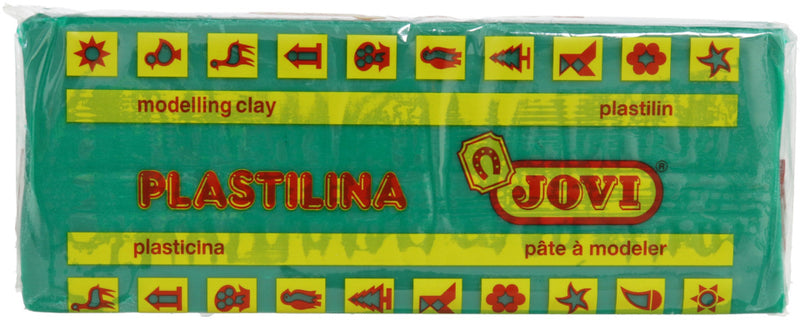 modelling clay plastilin
PLASTILINA JOVI®
plasticina pâte à modeler